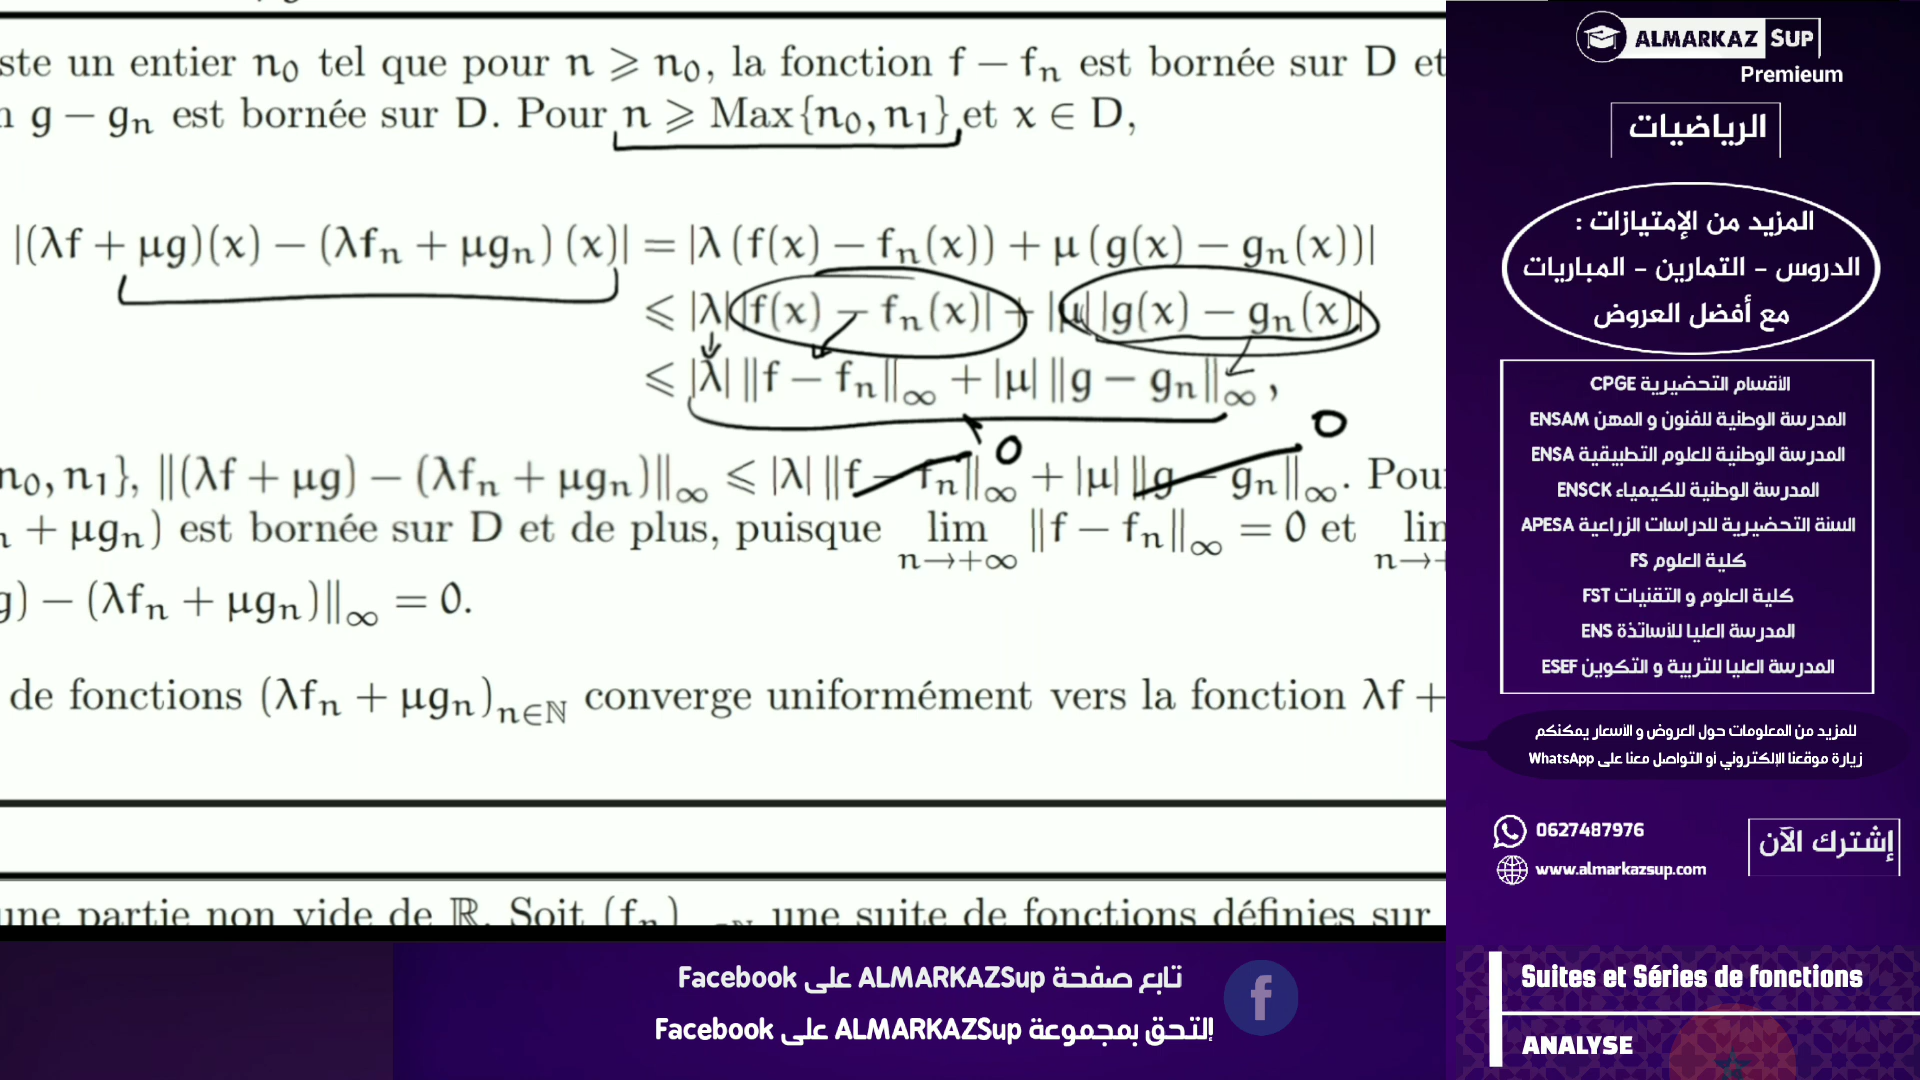 ste un entier n₀ tel que pour n ⩾ n₀, la fonction f − fₙ est bornée sur D et
g − gₙ est bornée sur D. Pour n ⩾ Max{n₀, n₁} et x ∈ D,
|(λf + μg)(x) − (λfₙ + μgₙ)(x)| = |λ(f(x) − fₙ(x)) + μ(g(x) − gₙ(x))|
⩽ |λ||f(x) − fₙ(x)| + |μ||g(x) − gₙ(x)|
⩽ |λ| ‖f − fₙ‖∞ + |μ| ‖g − gₙ‖∞ ,
0 0
n₀, n₁}, ‖(λf + μg) − (λfₙ + μgₙ)‖∞ ⩽ |λ| ‖f − fₙ‖∞ + |μ| ‖g − gₙ‖∞. Pou
+ μgₙ) est bornée sur D et de plus, puisque lim n→+∞ ‖f − fₙ‖∞ = 0 et lim n→+
g) − (λfₙ + μgₙ)‖∞ = 0.
de fonctions (λfₙ + μgₙ)n∈ℕ converge uniformément vers la fonction λf +
une partie non vide de ℝ. Soit (fₙ) une suite de fonctions définies sur
ALMARKAZ SUP
Premieum
الرياضيات
المزيد من الإمتيازات :
الدروس - التمارين - المباريات
مع أفضل العروض
الأقسام التحضيرية CPGE
المدرسة الوطنية للفنون و المهن ENSAM
المدرسة الوطنية للعلوم التطبيقية ENSA
المدرسة الوطنية للكيمياء ENSCK
السنة التحضيرية للدراسات الزراعية APESA
كلية العلوم FS
كلية العلوم و التقنيات FST
المدرسة العليا للأساتذة ENS
المدرسة العليا للتربية و التكوين ESEF
للمزيد من المعلومات حول العروض و الأسعار يمكنكم
زيارة موقعنا الإلكتروني أو التواصل معنا على WhatsApp
0627487976
www.almarkazsup.com
إشترك الآن
تابع صفحة ALMARKAZSup على Facebook
إلتحق بمجموعة ALMARKAZSup على Facebook
f
Suites et Séries de fonctions
ANALYSE